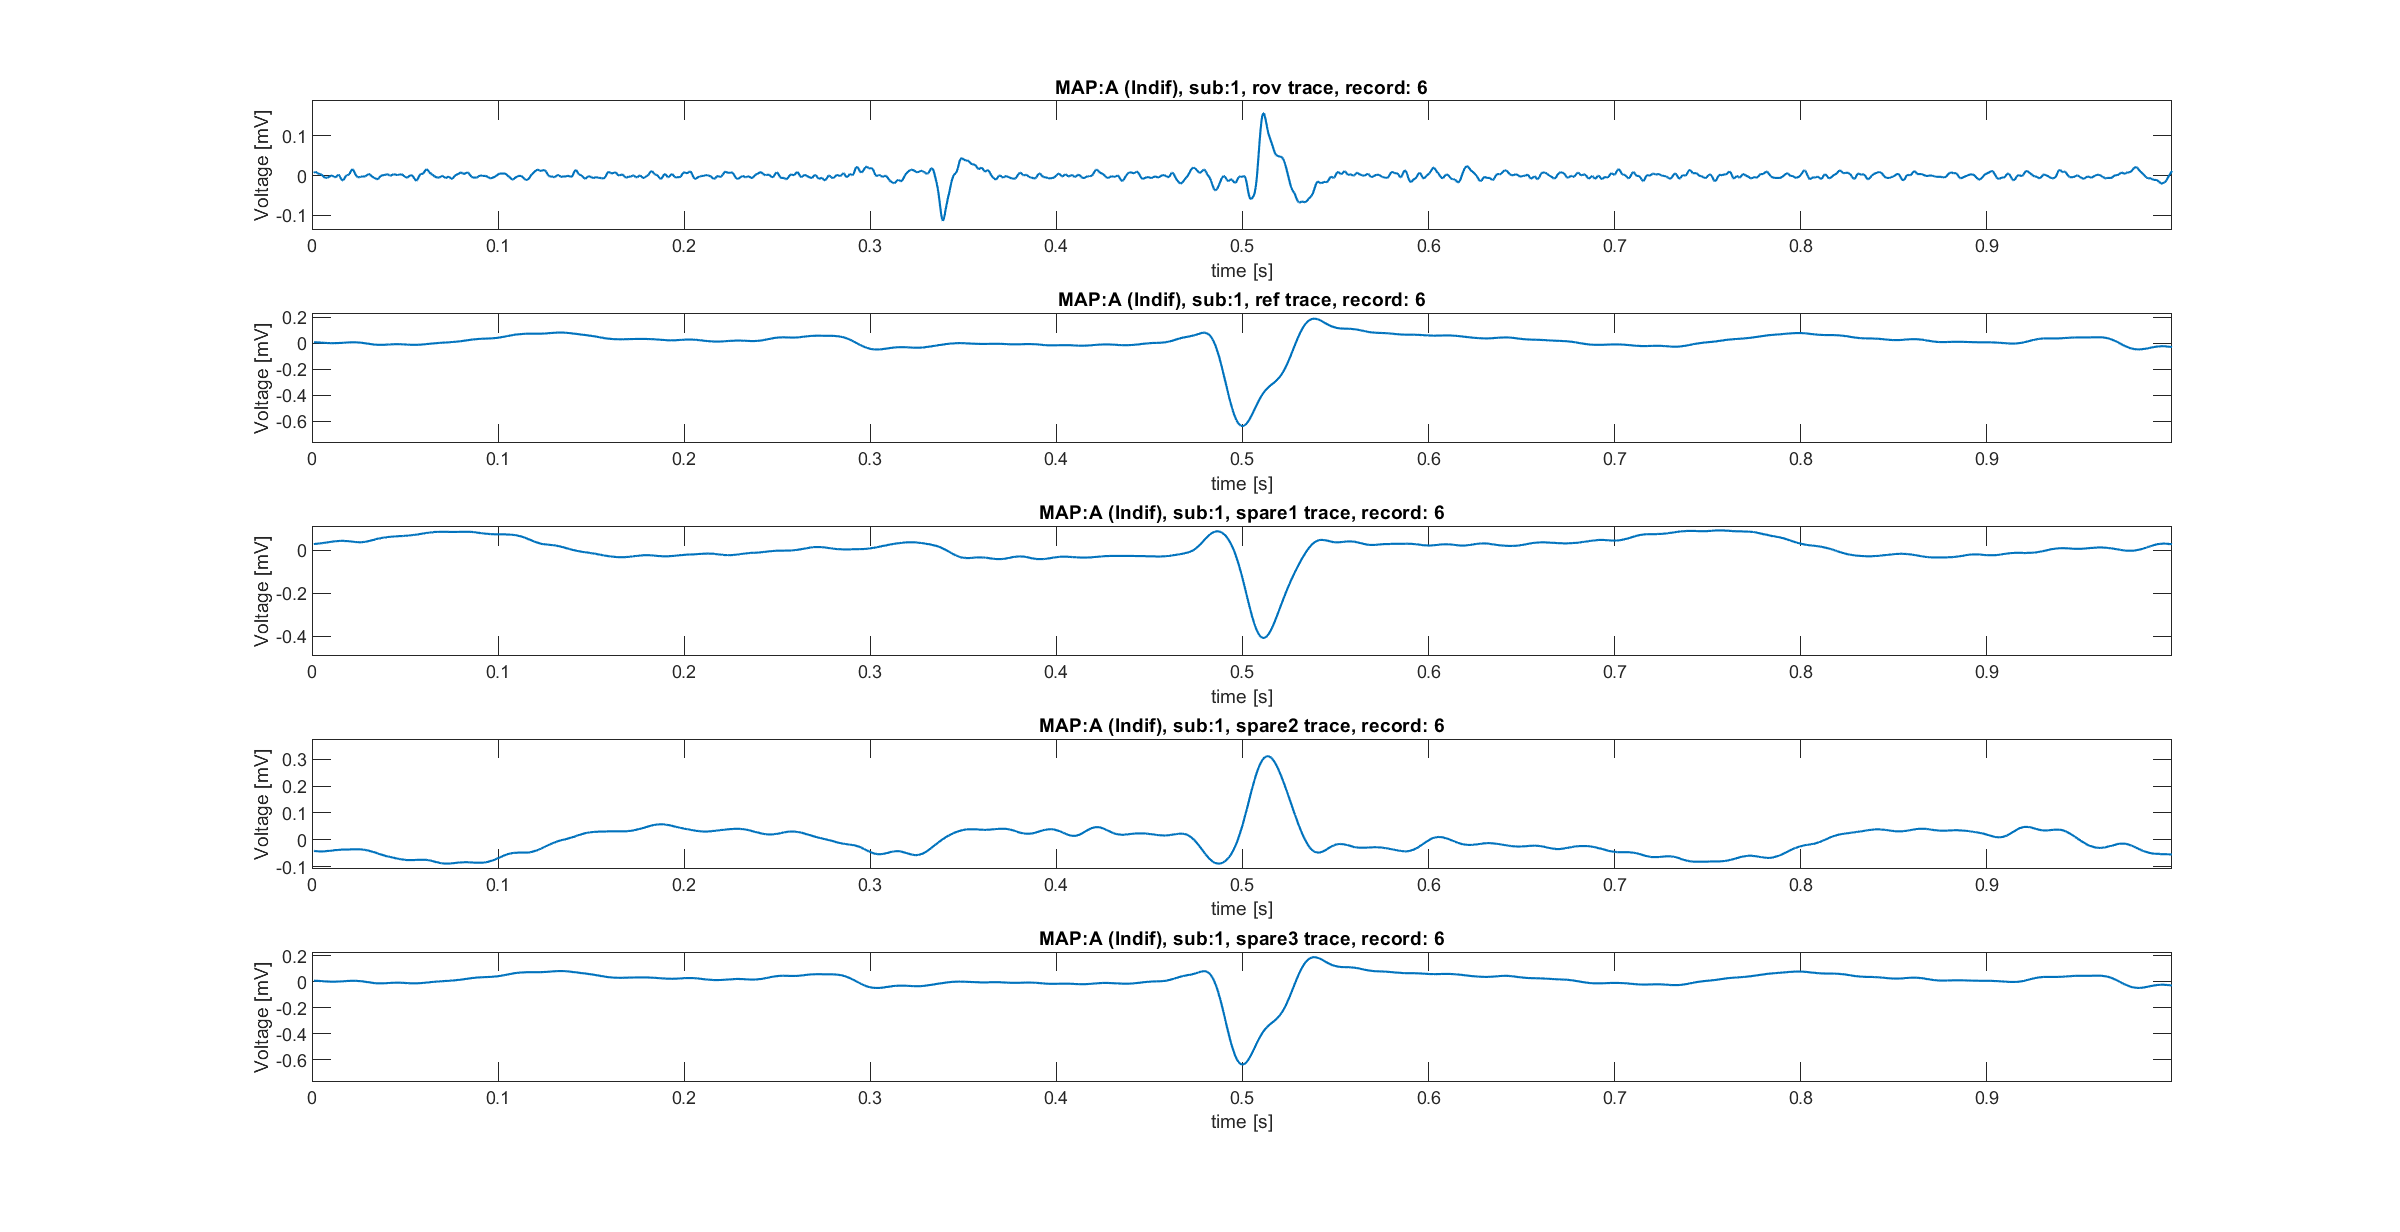 MAP:A (Indif), sub:1, rov trace, record: 6
Voltage [mV]
0.1
0
-0.1
0 0.1 0.2 0.3 0.4 0.5 0.6 0.7 0.8 0.9
time [s]
MAP:A (Indif), sub:1, ref trace, record: 6
Voltage [mV]
0.2
0
-0.2
-0.4
-0.6
0 0.1 0.2 0.3 0.4 0.5 0.6 0.7 0.8 0.9
time [s]
MAP:A (Indif), sub:1, spare1 trace, record: 6
Voltage [mV]
0
-0.2
-0.4
0 0.1 0.2 0.3 0.4 0.5 0.6 0.7 0.8 0.9
time [s]
MAP:A (Indif), sub:1, spare2 trace, record: 6
Voltage [mV]
0.3
0.2
0.1
0
-0.1
0 0.1 0.2 0.3 0.4 0.5 0.6 0.7 0.8 0.9
time [s]
MAP:A (Indif), sub:1, spare3 trace, record: 6
Voltage [mV]
0.2
0
-0.2
-0.4
-0.6
0 0.1 0.2 0.3 0.4 0.5 0.6 0.7 0.8 0.9
time [s]